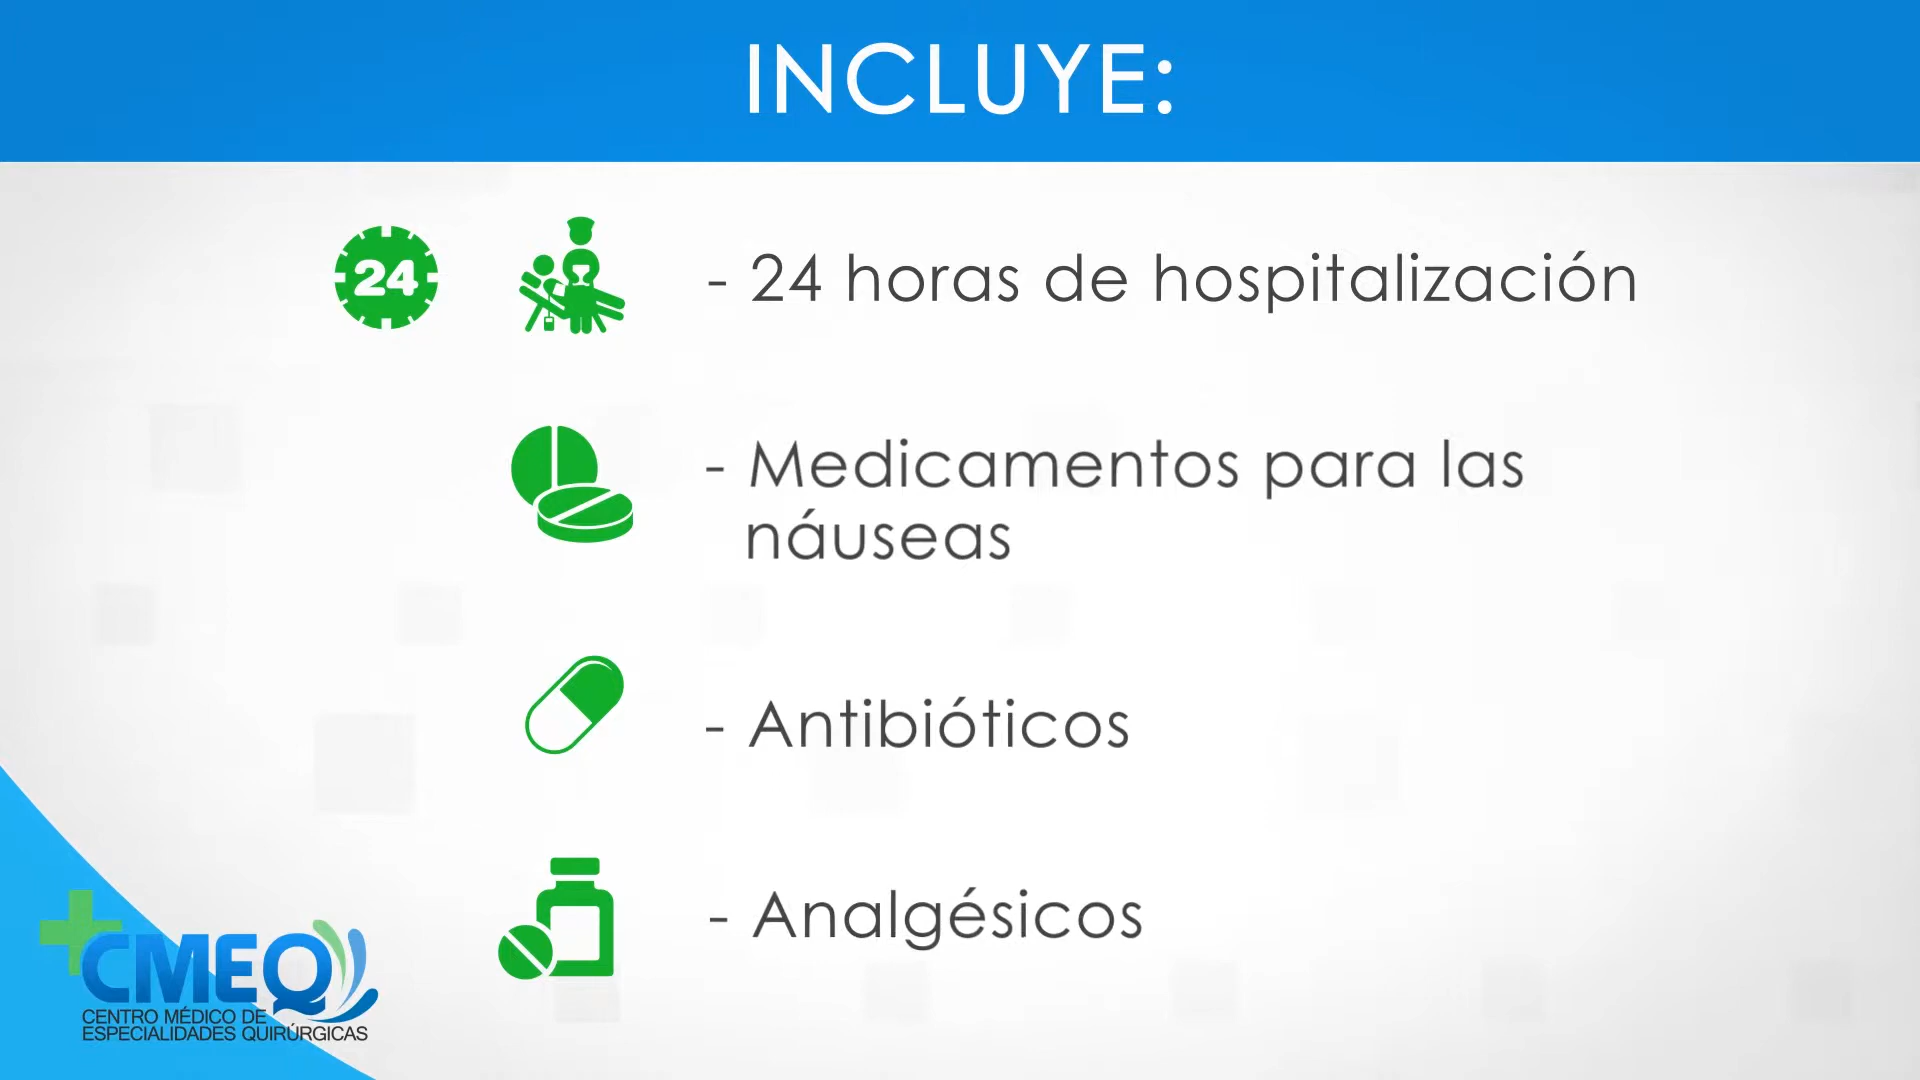 INCLUYE:
24
- 24 horas de hospitalización
- Medicamentos para las
náuseas
- Antibióticos
- Analgésicos
CMEQ
CENTRO MÉDICO DE
ESPECIALIDADES QUIRÚRGICAS